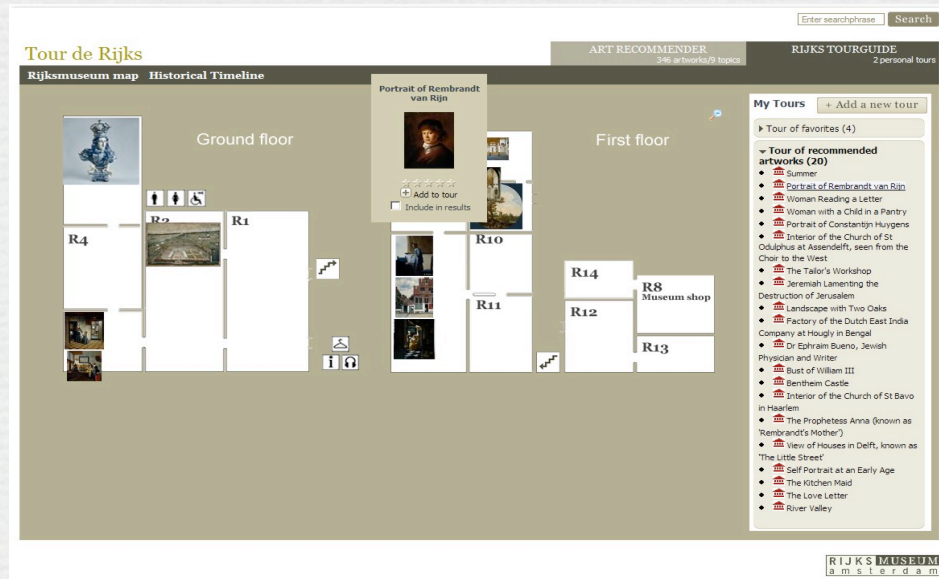 Enter searchphrase
Search
Tour de Rijks
ART RECOMMENDER
346 artworks/9 topics
RIJKS TOURGUIDE
2 personal tours
Rijksmuseum map Historical Timeline
Portrait of Rembrandt
van Rijn
Add to tour
Include in results
Ground floor
First floor
R2
R1
R4
R10
R11
R14
R12
R8
Museum shop
R13
My Tours
+ Add a new tour
Tour of favorites (4)
Tour of recommended
artworks (20)
Summer
Portrait of Rembrandt van Rijn
Woman Reading a Letter
Woman with a Child in a Pantry
Portrait of Constantijn Huygens
Interior of the Church of St
Odulphus at Assendelft, seen from the
Choir to the West
The Tailor's Workshop
Jeremiah Lamenting the
Destruction of Jerusalem
Landscape with Two Oaks
Factory of the Dutch East India
Company at Hougly in Bengal
Dr Ephraim Bueno, Jewish
Physician and Writer
Bust of William III
Bentheim Castle
Interior of the Church of St Bavo
in Haarlem
The Prophetess Anna (known as
'Rembrandt's Mother')
View of Houses in Delft, known as
'The Little Street'
Self Portrait at an Early Age
The Kitchen Maid
The Love Letter
River Valley
RIJKS MUSEUM
amsterdam